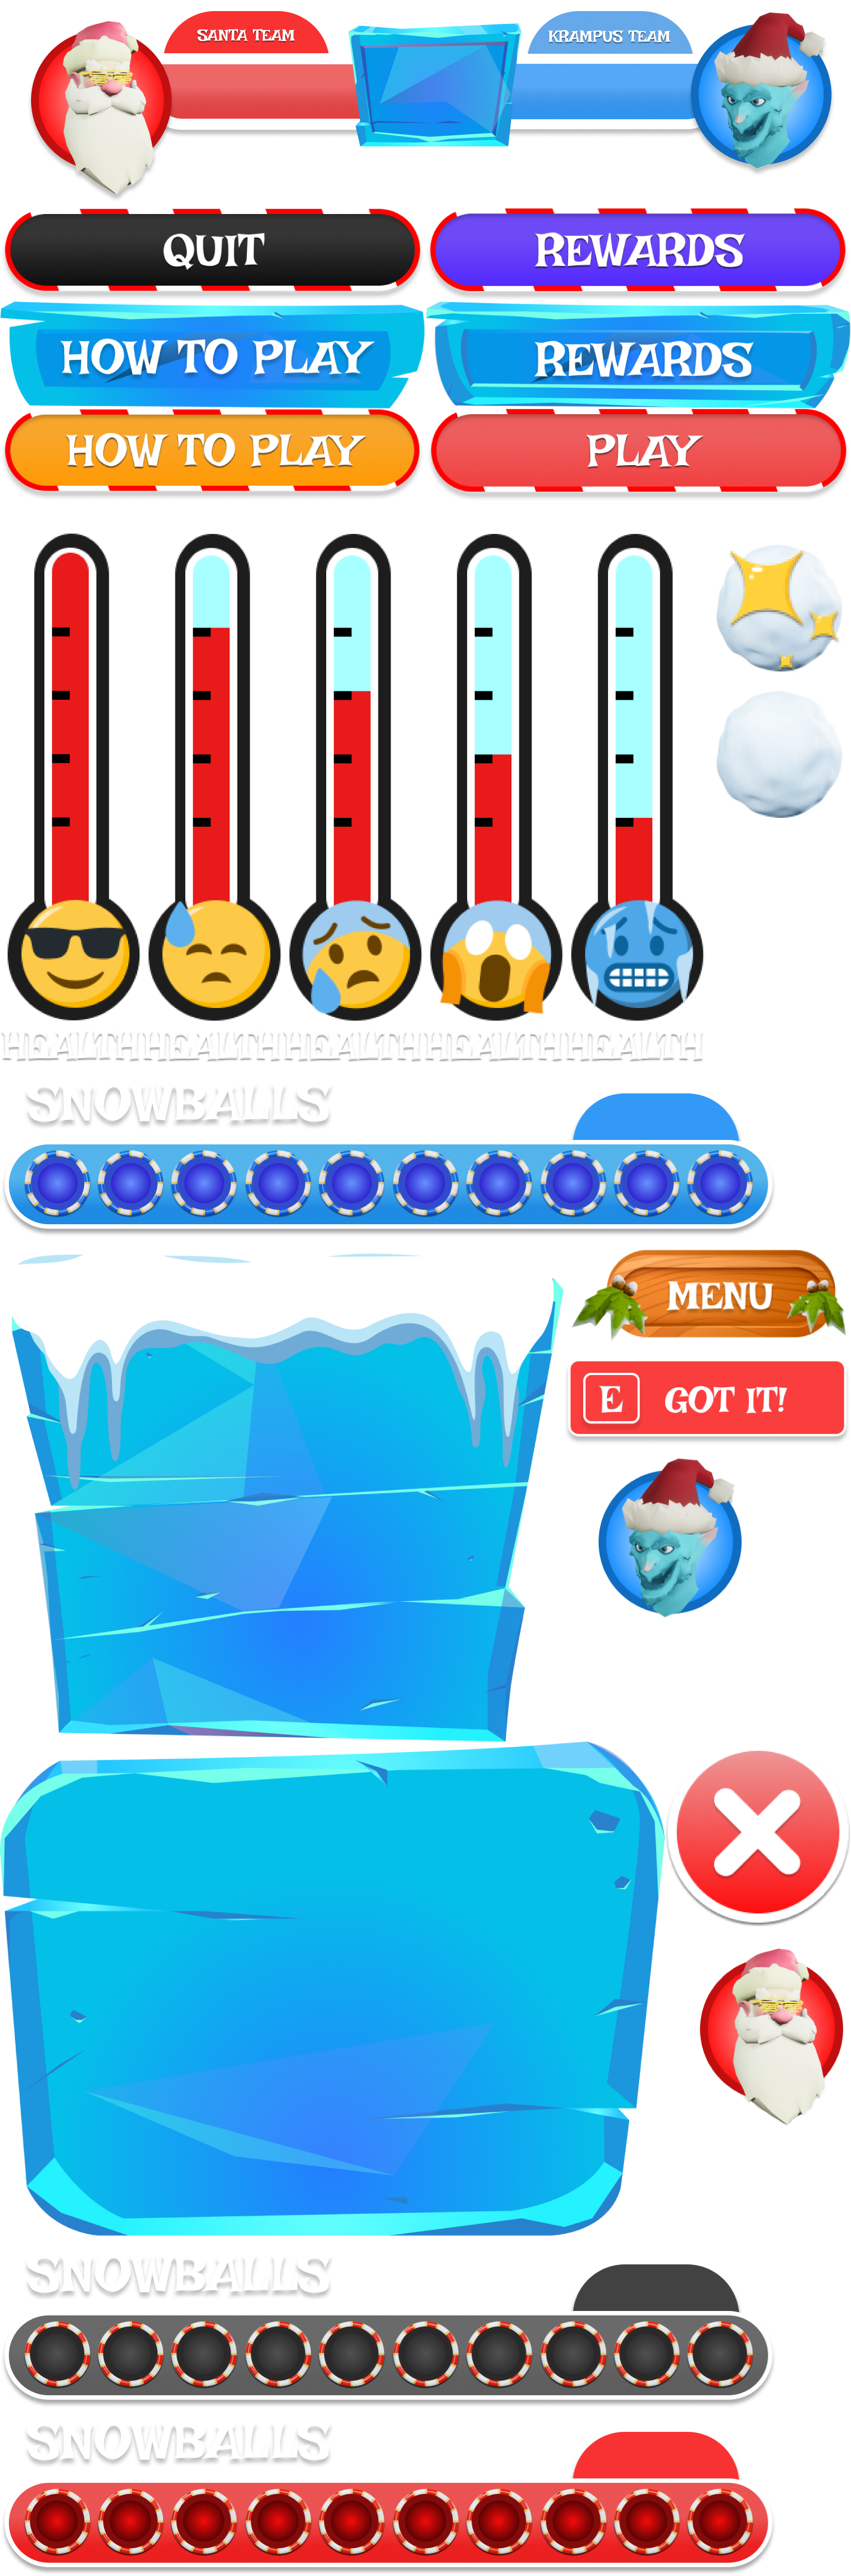 SANTA TEAM
KRAMPUS TEAM
QUIT
REWARDS
HOW TO PLAY
REWARDS
HOW TO PLAY
PLAY
HEALTH HEALTH HEALTH HEALTH HEALTH
SNOWBALLS
MENU
E GOT IT!
SNOWBALLS
SNOWBALLS